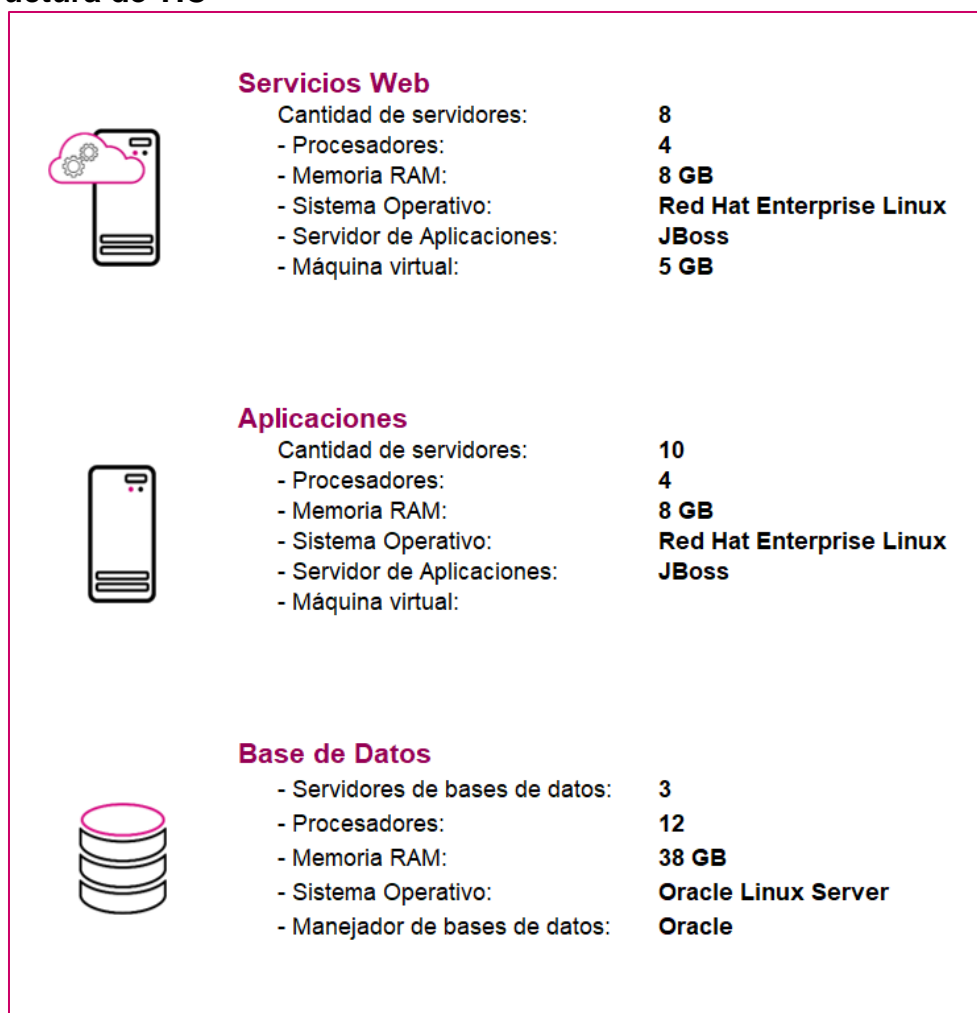 Servicios Web
Cantidad de servidores: 8
- Procesadores: 4
- Memoria RAM: 8 GB
- Sistema Operativo: Red Hat Enterprise Linux
- Servidor de Aplicaciones: JBoss
- Máquina virtual: 5 GB
Aplicaciones
Cantidad de servidores: 10
- Procesadores: 4
- Memoria RAM: 8 GB
- Sistema Operativo: Red Hat Enterprise Linux
- Servidor de Aplicaciones: JBoss
- Máquina virtual:
Base de Datos
- Servidores de bases de datos: 3
- Procesadores: 12
- Memoria RAM: 38 GB
- Sistema Operativo: Oracle Linux Server
- Manejador de bases de datos: Oracle